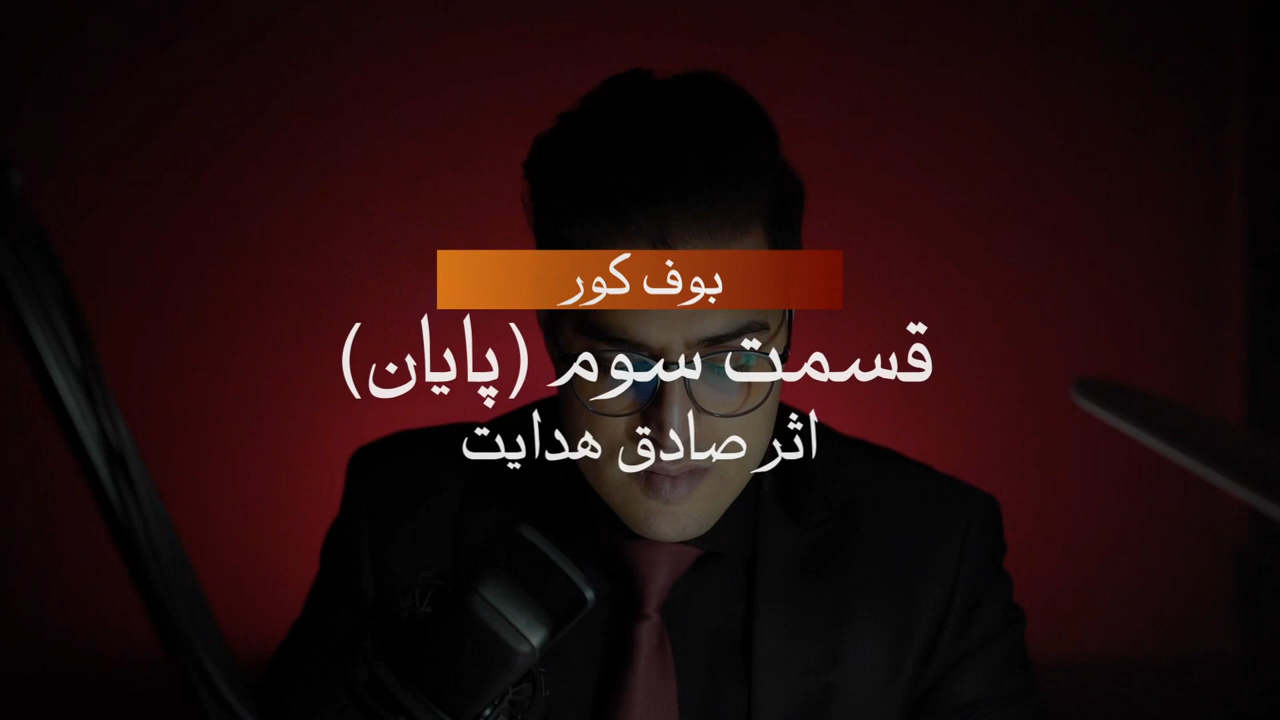 بوف کور
قسمت سوم (پایان)
اثر صادق هدایت